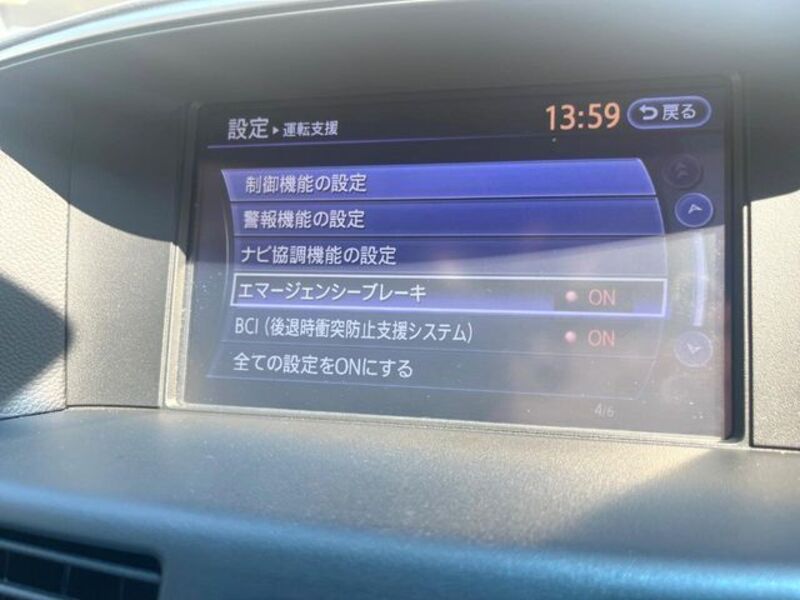 設定▸運転支援 13:59 戻る
制御機能の設定
警報機能の設定
ナビ協調機能の設定
エマージェンシーブレーキ ON
BCI (後退時衝突防止支援システム) ON
全ての設定をONにする
4/6